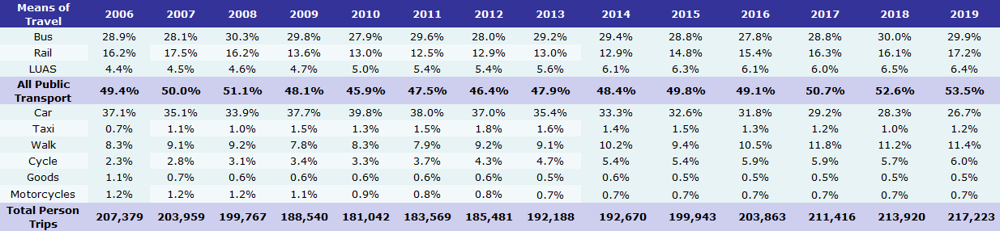 Means of Travel 2006 2007 2008 2009 2010 2011 2012 2013 2014 2015 2016 2017 2018 2019
Bus 28.9% 28.1% 30.3% 29.8% 27.9% 29.6% 28.0% 29.2% 29.4% 28.8% 27.8% 28.8% 30.0% 29.9%
Rail 16.2% 17.5% 16.2% 13.6% 13.0% 12.5% 12.9% 13.0% 12.9% 14.8% 15.4% 16.3% 16.1% 17.2%
LUAS 4.4% 4.5% 4.6% 4.7% 5.0% 5.4% 5.4% 5.6% 6.1% 6.3% 6.1% 6.0% 6.5% 6.4%
All Public Transport 49.4% 50.0% 51.1% 48.1% 45.9% 47.5% 46.4% 47.9% 48.4% 49.8% 49.1% 50.7% 52.6% 53.5%
Car 37.1% 35.1% 33.9% 37.7% 39.8% 38.0% 37.0% 35.4% 33.3% 32.6% 31.8% 29.2% 28.3% 26.7%
Taxi 0.7% 1.1% 1.0% 1.5% 1.3% 1.5% 1.8% 1.6% 1.4% 1.5% 1.3% 1.2% 1.0% 1.2%
Walk 8.3% 9.1% 9.2% 7.8% 8.3% 7.9% 9.2% 9.1% 10.2% 9.4% 10.5% 11.8% 11.2% 11.4%
Cycle 2.3% 2.8% 3.1% 3.4% 3.3% 3.7% 4.3% 4.7% 5.4% 5.4% 5.9% 5.9% 5.7% 6.0%
Goods 1.1% 0.7% 0.6% 0.6% 0.6% 0.6% 0.6% 0.5% 0.6% 0.5% 0.5% 0.5% 0.5% 0.5%
Motorcycles 1.2% 1.2% 1.2% 1.1% 0.9% 0.8% 0.8% 0.7% 0.7% 0.7% 0.7% 0.7% 0.7% 0.7%
Total Person Trips 207,379 203,959 199,767 188,540 181,042 183,569 185,481 192,188 192,670 199,943 203,863 211,416 213,920 217,223